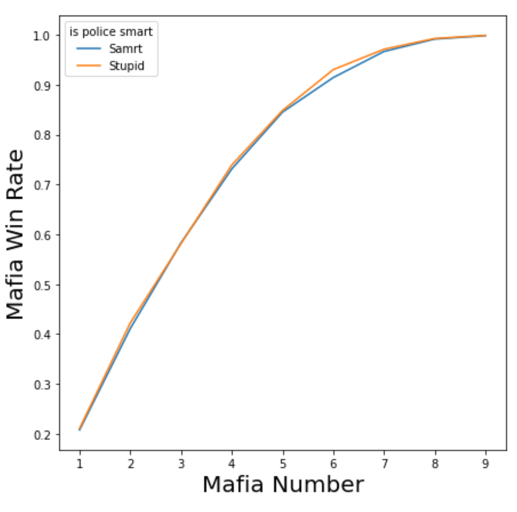 is police smart
Samrt
Stupid
1.0
0.9
0.8
0.7
0.6
0.5
0.4
0.3
0.2
Mafia Win Rate
1 2 3 4 5 6 7 8 9
Mafia Number